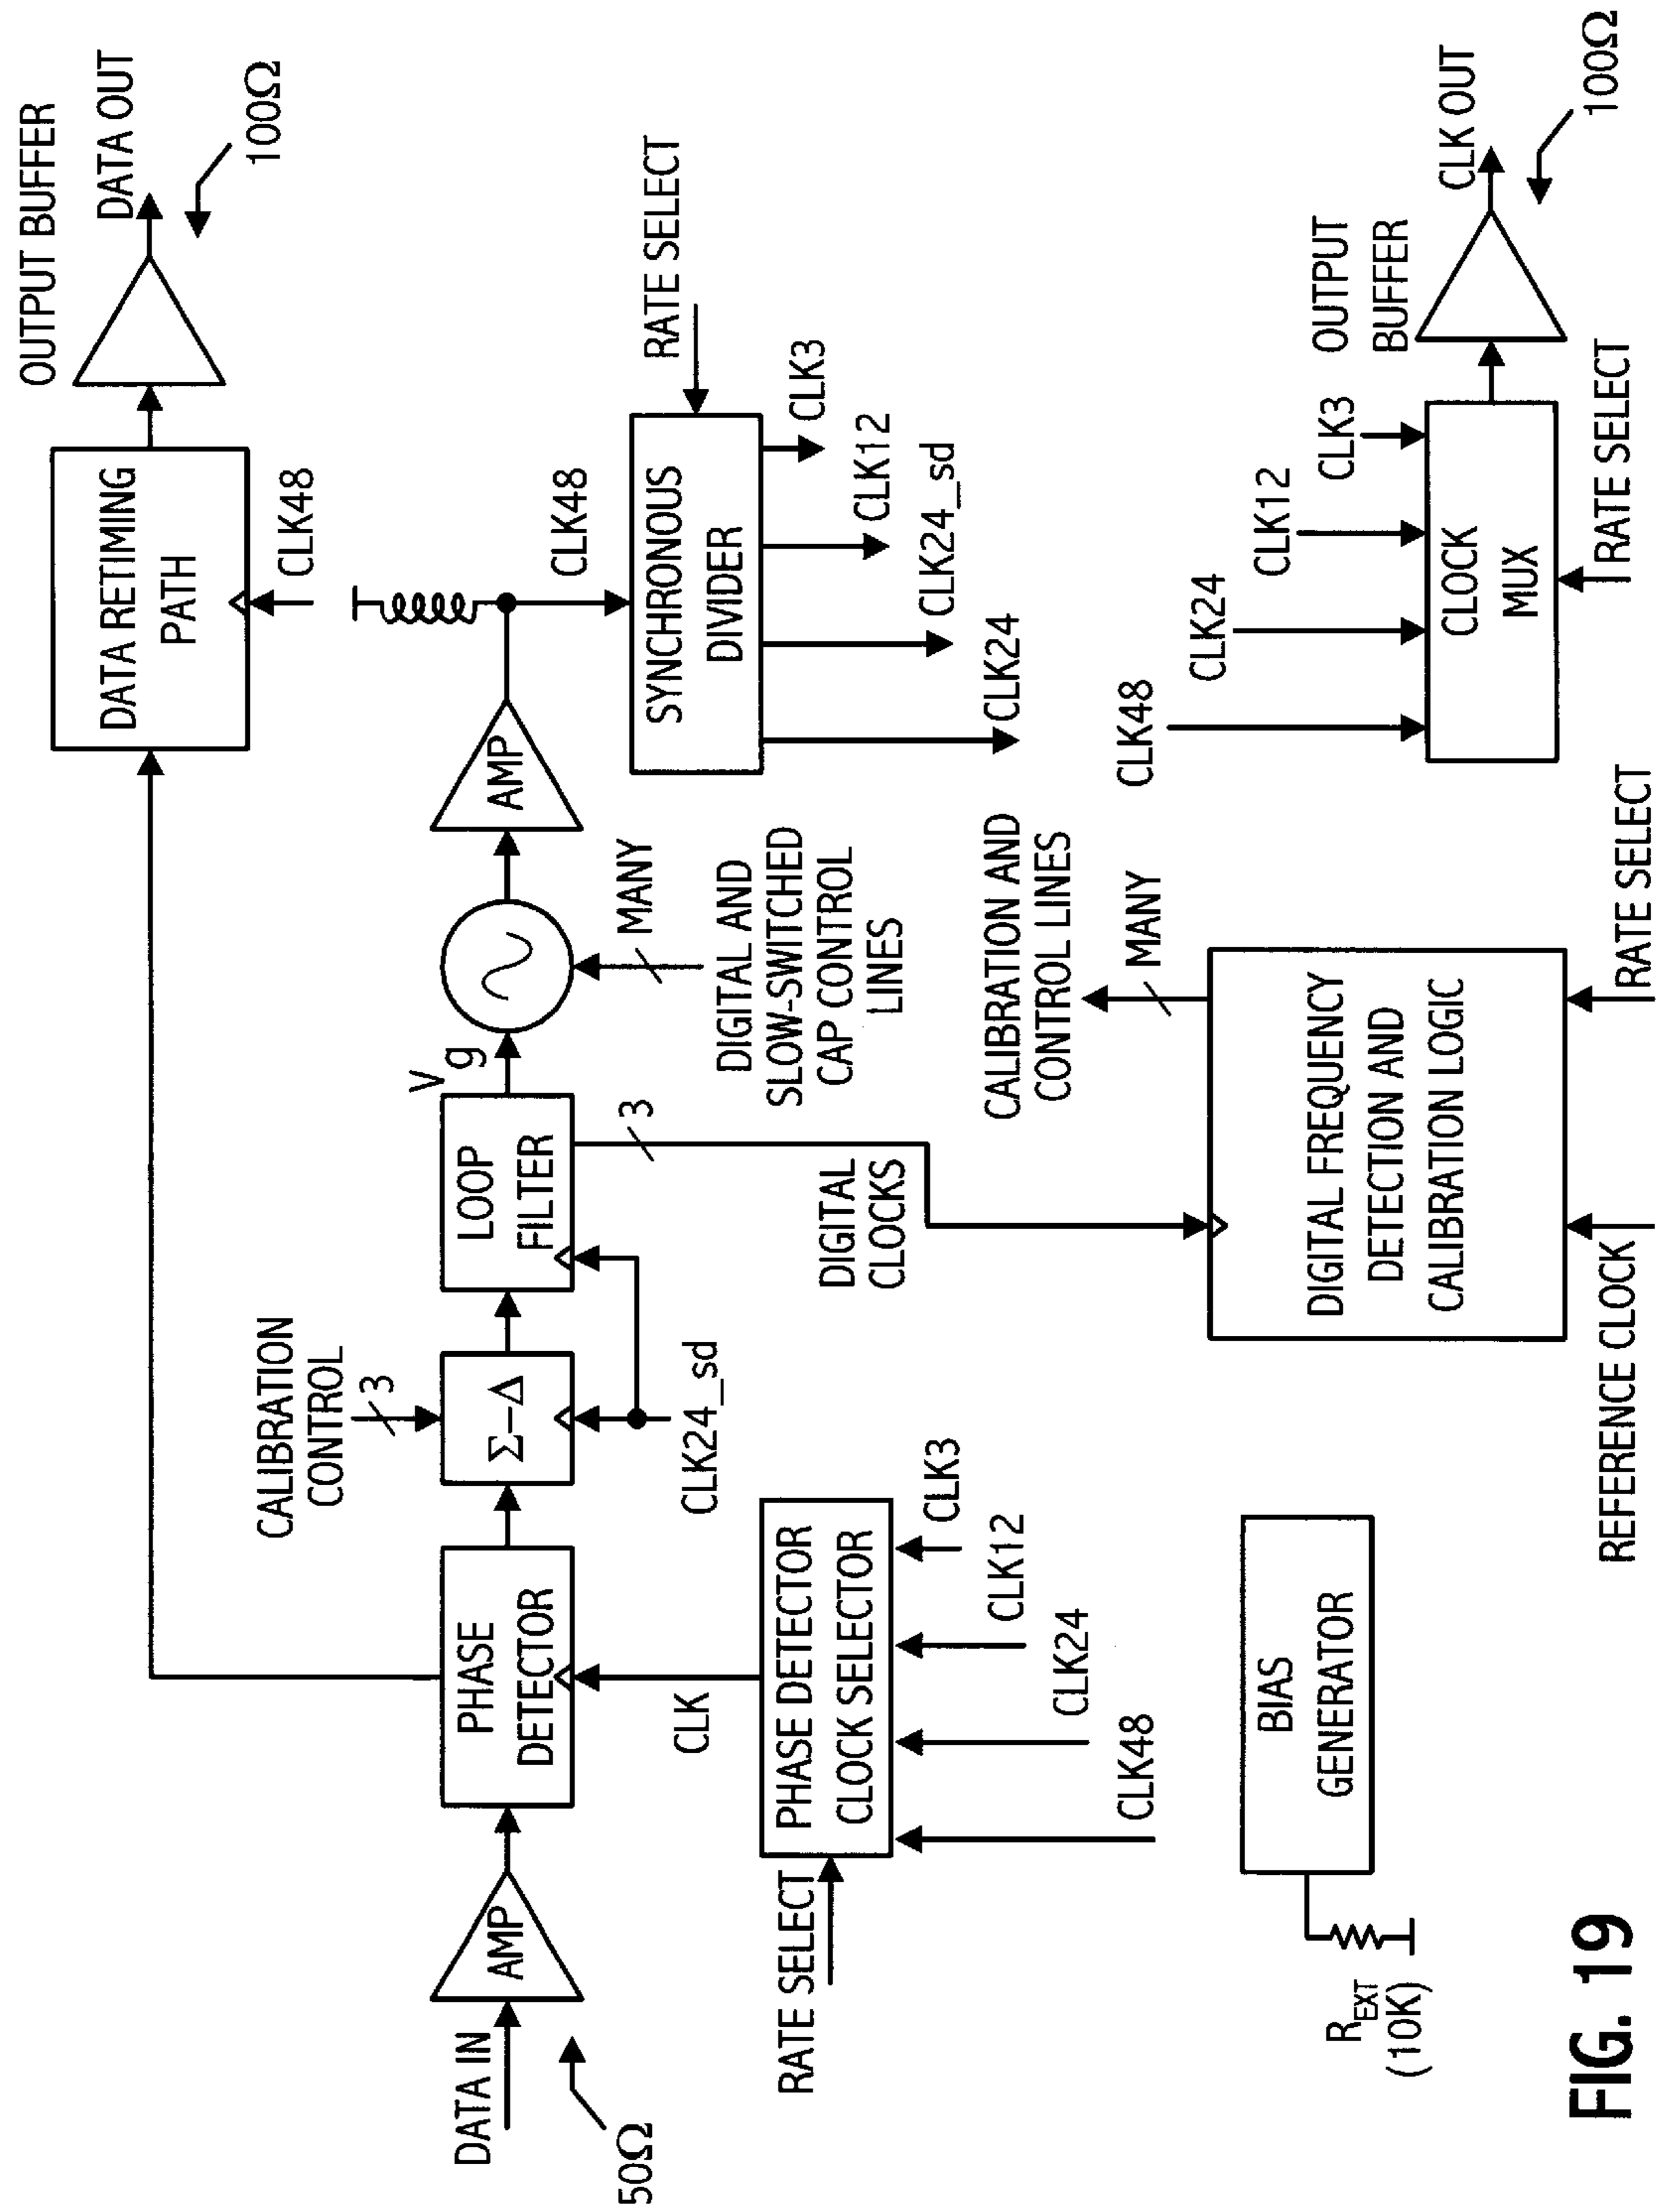 OUTPUT BUFFER
DATA OUT
100Ω
DATA RETIMING
PATH
CLK48
CALIBRATION
CONTROL
3
DATA IN
50Ω
AMP
PHASE
DETECTOR
Σ–Δ
LOOP
FILTER
V
g
AMP
CLK24_sd
3
DIGITAL
CLOCKS
MANY
DIGITAL AND
SLOW-SWITCHED
CAP CONTROL
LINES
CLK48
SYNCHRONOUS
DIVIDER
RATE SELECT
CLK24
CLK24_sd
CLK12
CLK3
CLK
RATE SELECT
PHASE DETECTOR
CLOCK SELECTOR
CLK48
CLK24
CLK12
CLK3
CALIBRATION AND
CONTROL LINES
MANY
DIGITAL FREQUENCY
DETECTION AND
CALIBRATION LOGIC
REFERENCE CLOCK
RATE SELECT
CLK48
CLK24
CLK12
CLK3
CLOCK
MUX
RATE SELECT
OUTPUT
BUFFER
CLK OUT
100Ω
BIAS
GENERATOR
REXT
(10K)
FIG. 19